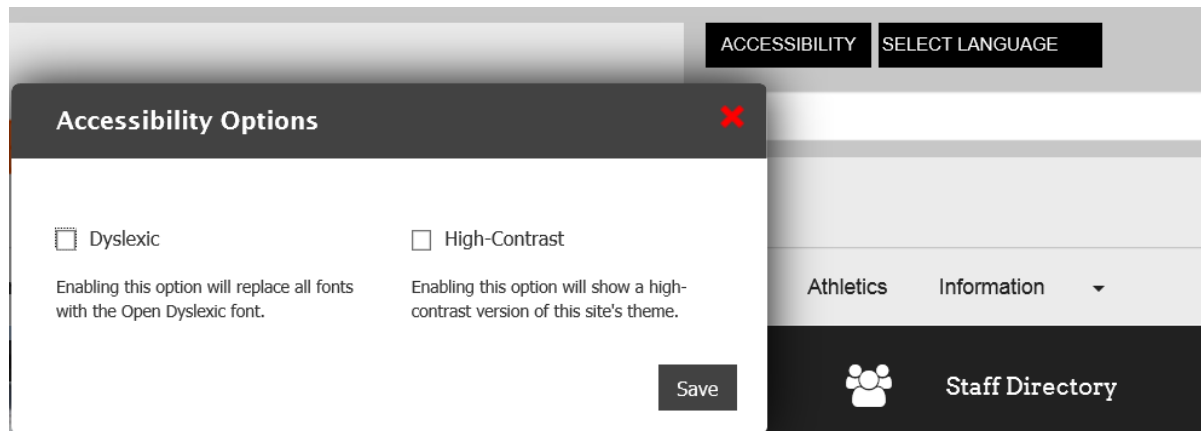 ACCESSIBILITY SELECT LANGUAGE
Accessibility Options
Dyslexic
Enabling this option will replace all fonts
with the Open Dyslexic font.
High-Contrast
Enabling this option will show a high-
contrast version of this site's theme.
Save
Athletics Information
Staff Directory